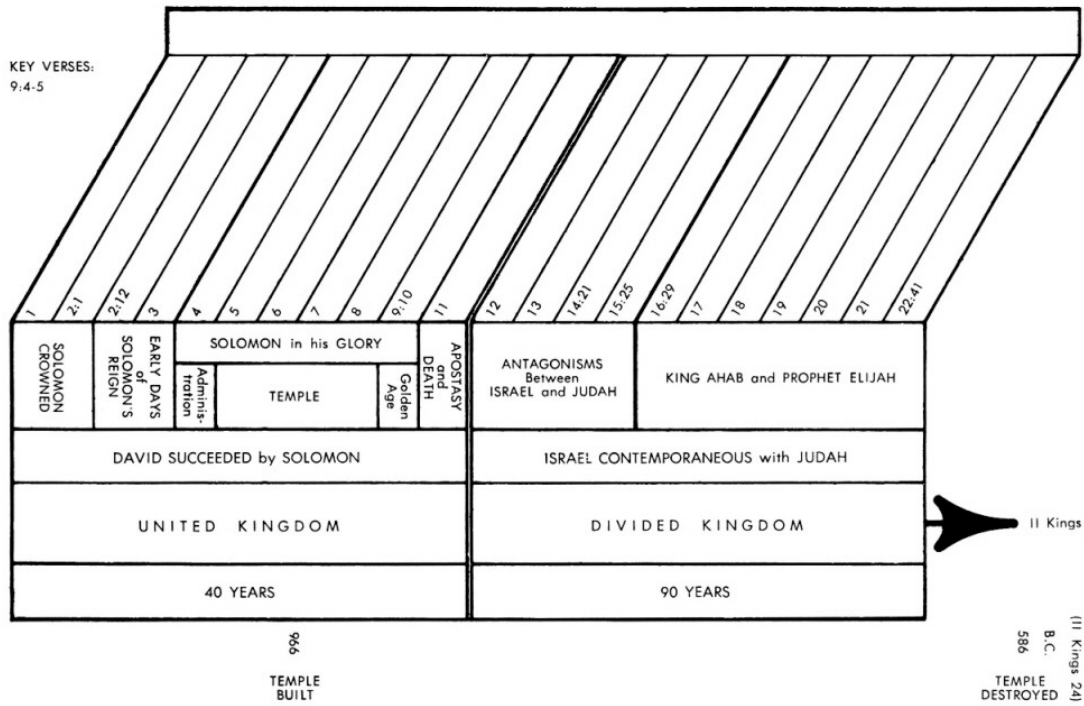 KEY VERSES:
9:4-5
1
2:1
2:12
3
4
5
6
7
8
9:10
11
12
13
14:21
15:25
16:29
17
18
19
20
21
22:41
SOLOMON
CROWNED
EARLY DAYS
of
SOLOMON'S
REIGN
SOLOMON in his GLORY
Adminis-
tration
TEMPLE
Golden
Age
APOSTASY
and
DEATH
ANTAGONISMS
Between
ISRAEL and JUDAH
KING AHAB and PROPHET ELIJAH
DAVID SUCCEEDED by SOLOMON
ISRAEL CONTEMPORANEOUS with JUDAH
UNITED KINGDOM
DIVIDED KINGDOM
II Kings
40 YEARS
90 YEARS
966
TEMPLE
BUILT
(II Kings 24)
B.C.
586
TEMPLE
DESTROYED